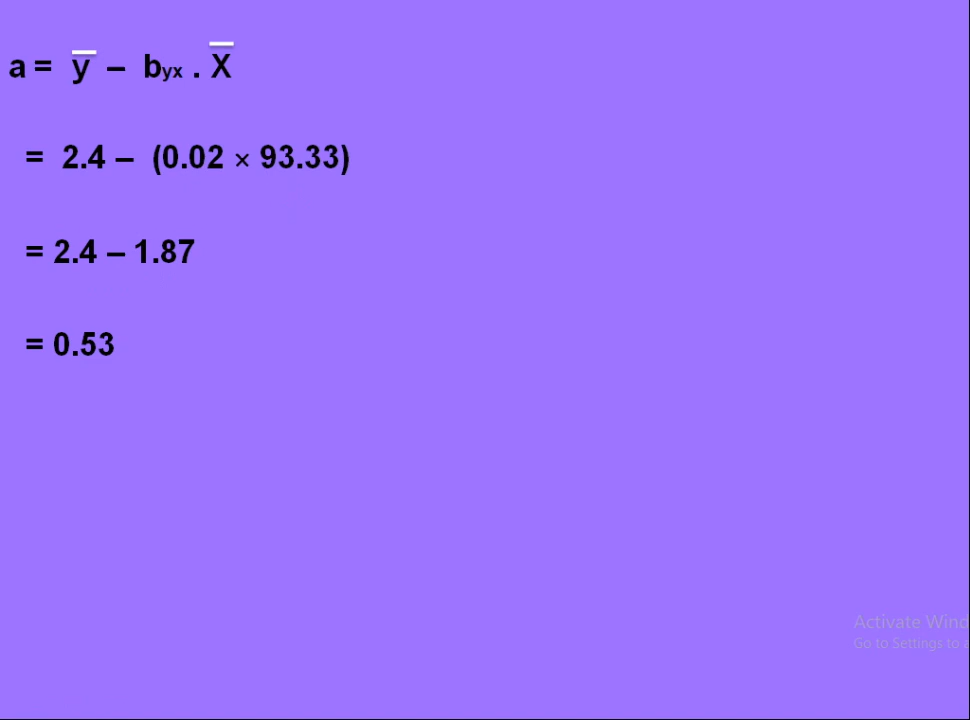 a = y̅ – byx . X̅
= 2.4 – (0.02 × 93.33)
= 2.4 – 1.87
= 0.53
Activate Wind
Go to Settings to a